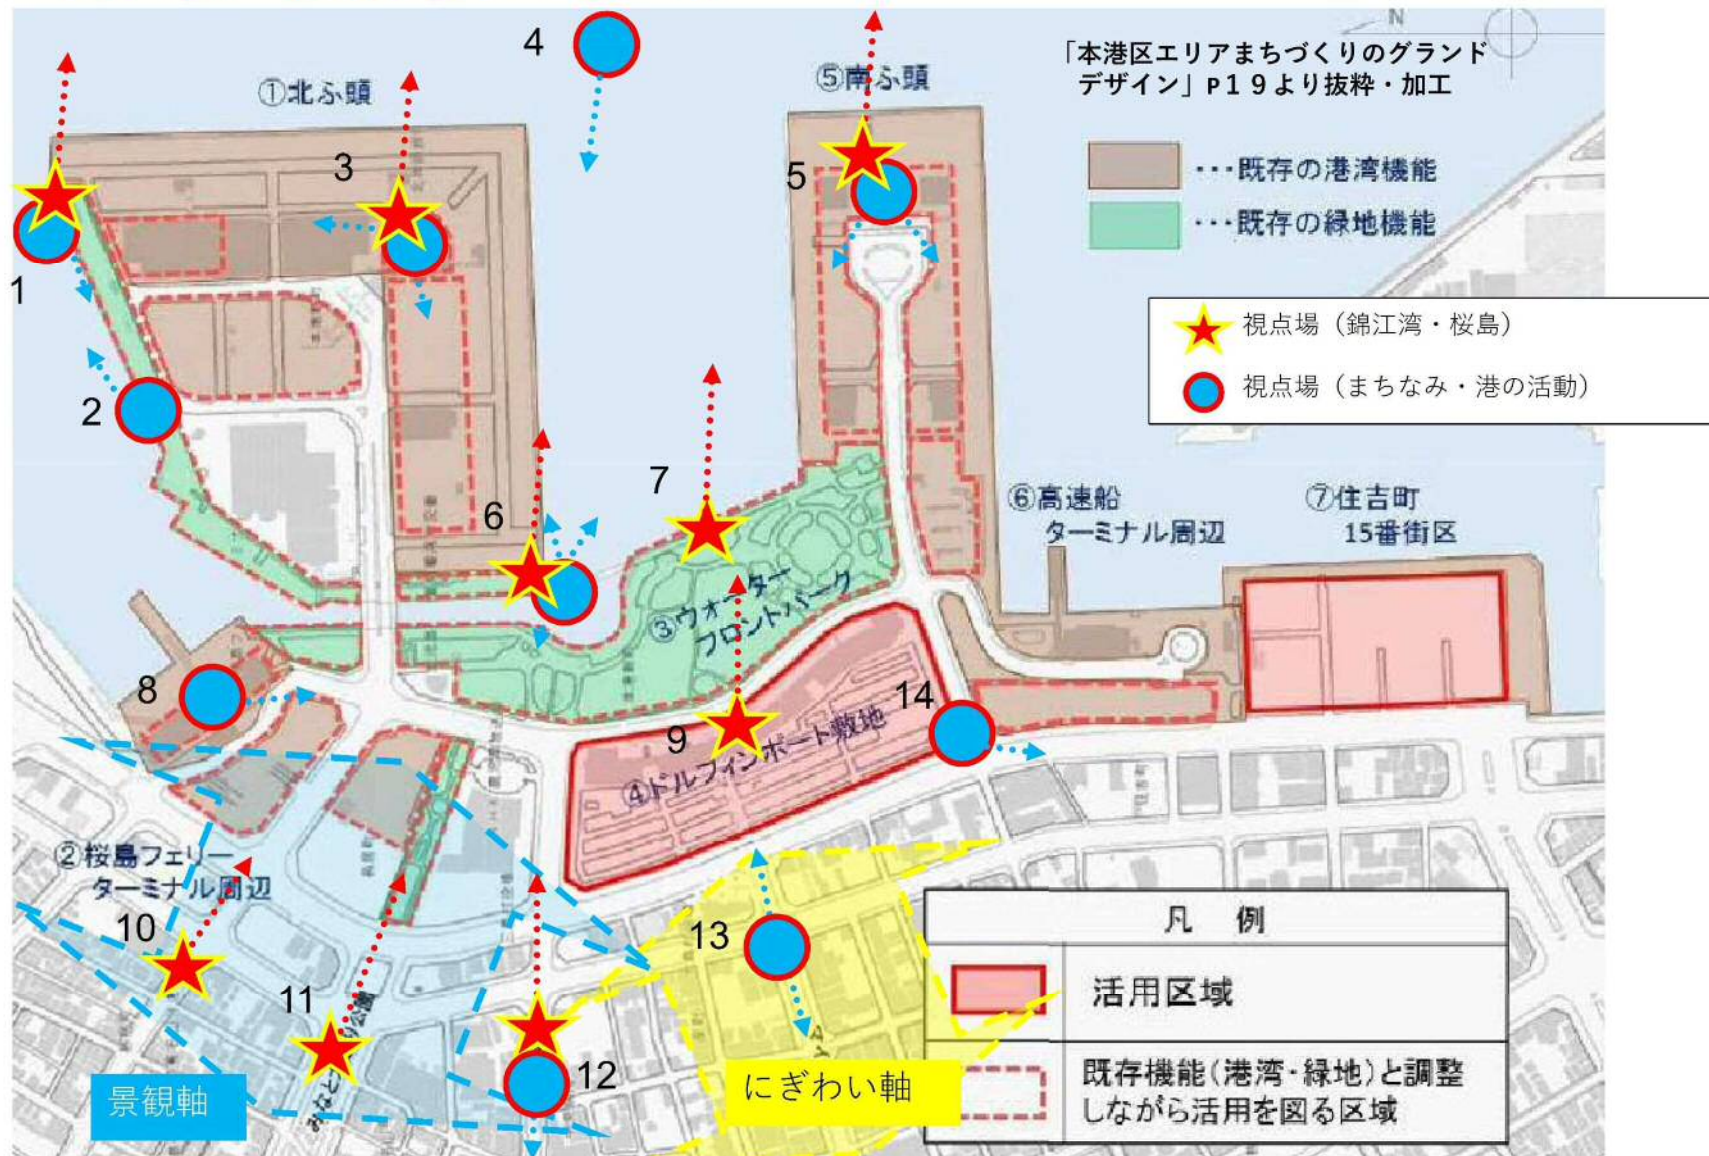 「本港区エリアまちづくりのグランド
デザイン」P19より抜粋・加工
N
①北ふ頭
⑤南ふ頭
･･･既存の港湾機能
･･･既存の緑地機能
視点場（錦江湾・桜島）
視点場（まちなみ・港の活動）
1
2
3
4
5
6
7
8
9
10
11
12
13
14
⑥高速船
ターミナル周辺
⑦住吉町
15番街区
③ウォーター
フロントパーク
④ドルフィンポート敷地
②桜島フェリー
ターミナル周辺
景観軸
にぎわい軸
凡 例
活用区域
既存機能(港湾･緑地)と調整
しながら活用を図る区域